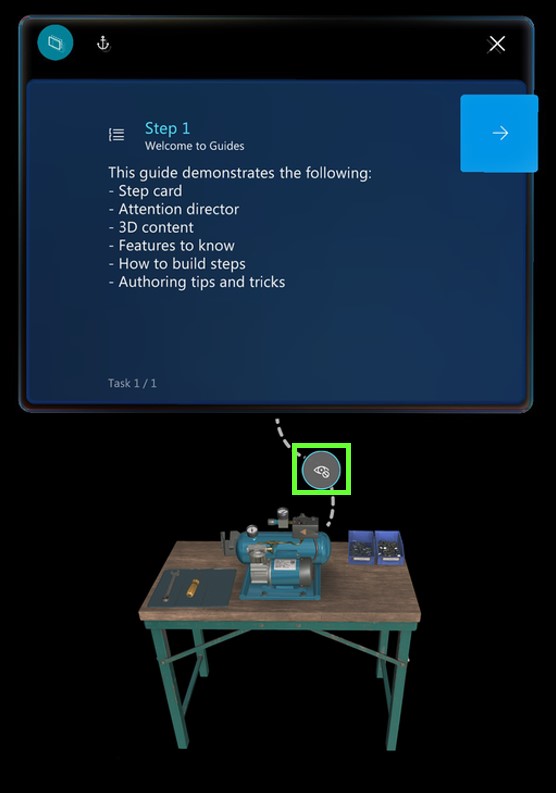 Step 1
Welcome to Guides
This guide demonstrates the following:
- Step card
- Attention director
- 3D content
- Features to know
- How to build steps
- Authoring tips and tricks
Task 1 / 1